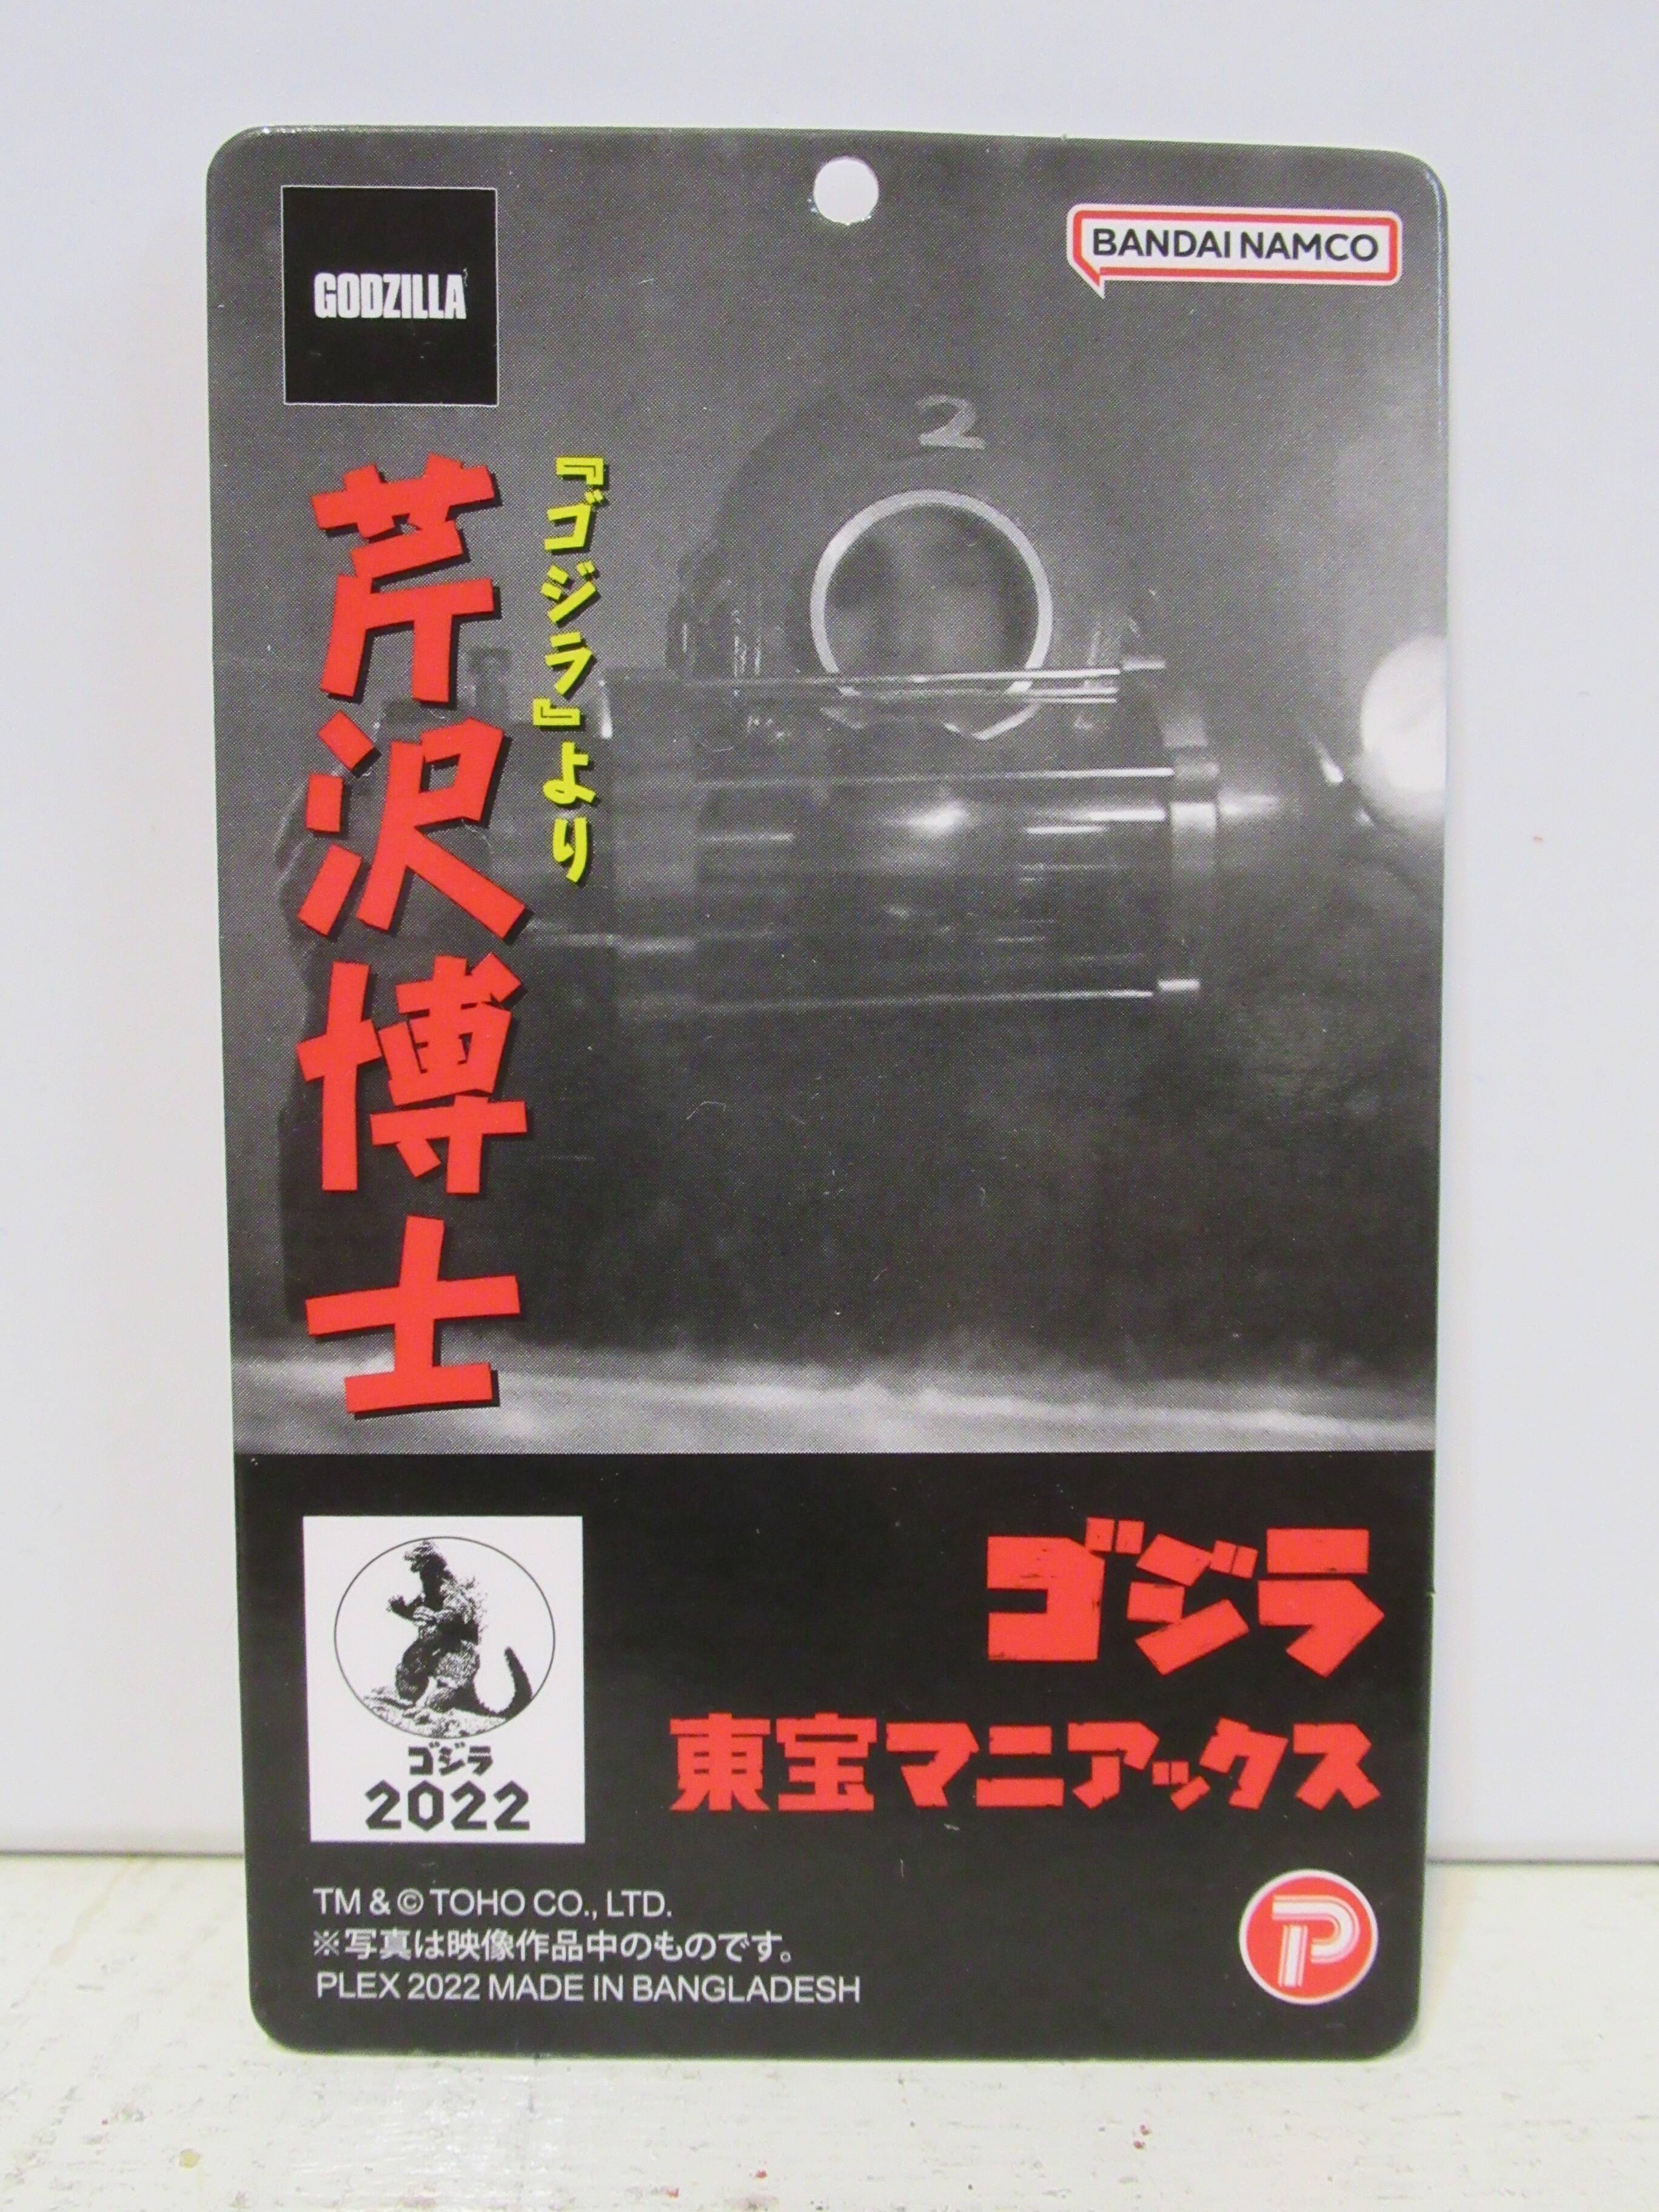 GODZILLA
BANDAI NAMCO
2
『ゴジラ』より
芹沢博士
ゴジラ
2022
ゴジラ
東宝マニアックス
TM & © TOHO CO., LTD.
※写真は映像作品中のものです。
PLEX 2022 MADE IN BANGLADESH
P